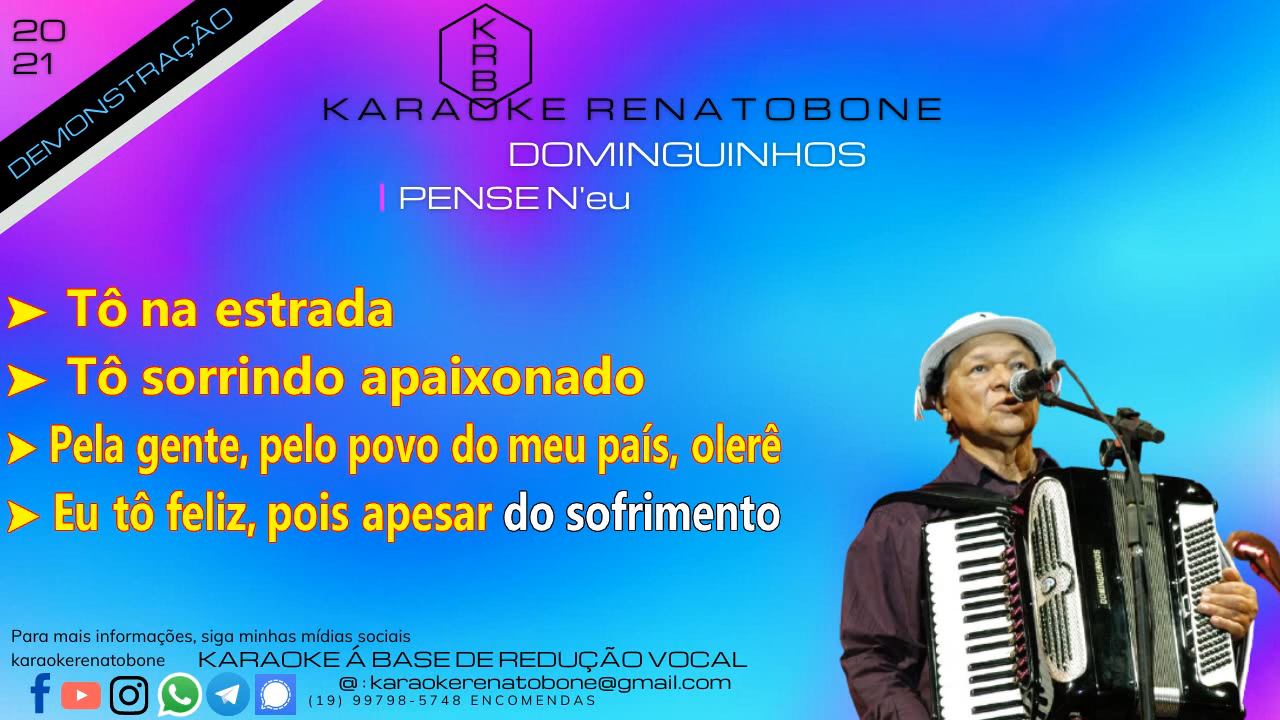 20
21
DEMONSTRAÇÃO
K
R
B
KARAOKE RENATOBONE
DOMINGUINHOS
PENSE N'eu
➤ Tô na estrada
➤ Tô sorrindo apaixonado
➤ Pela gente, pelo povo do meu país, olerê
➤ Eu tô feliz, pois apesar do sofrimento
DOMINGUINHOS
Para mais informações, siga minhas mídias sociais
karaokerenatobone
KARAOKE Á BASE DE REDUÇÃO VOCAL
@ : karaokerenatobone@gmail.com
(19) 99798-5748 ENCOMENDAS